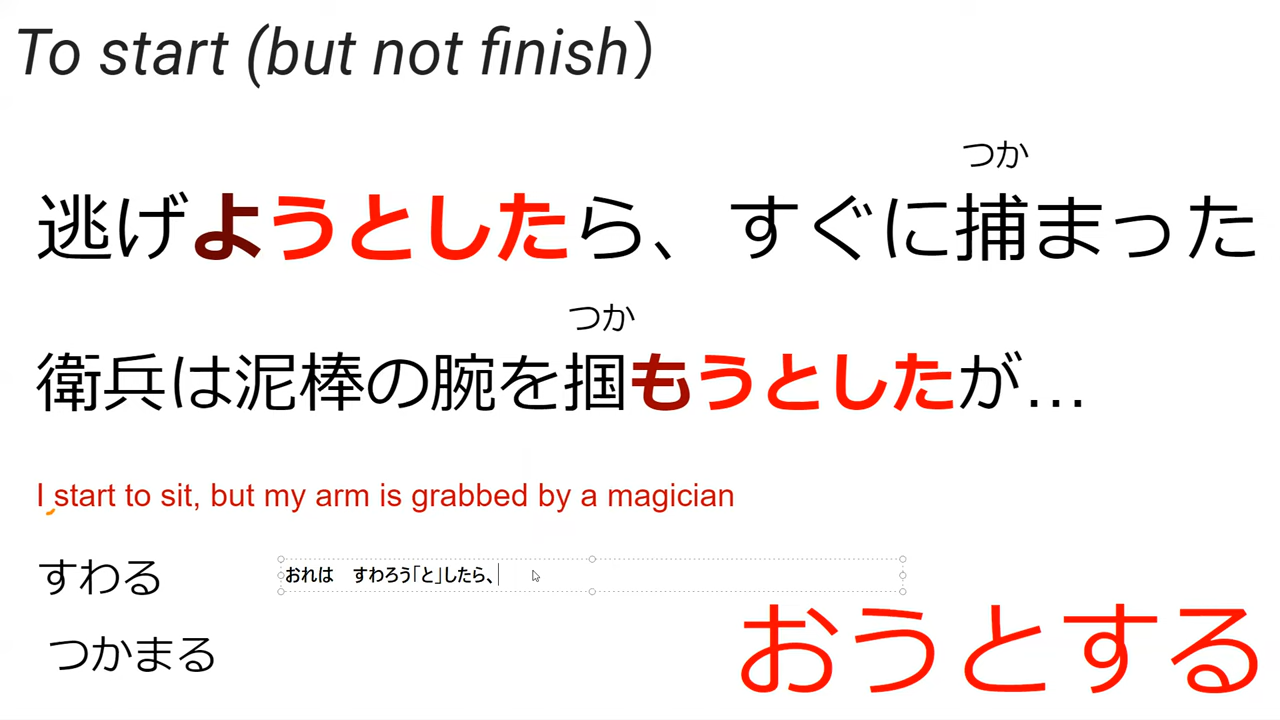 To start (but not finish)
つか
逃げようとしたら、すぐに捕まった
つか
衛兵は泥棒の腕を掴もうとしたが…
I start to sit, but my arm is grabbed by a magician
すわる
おれは　すわろう「と」したら、
つかまる
おうとする